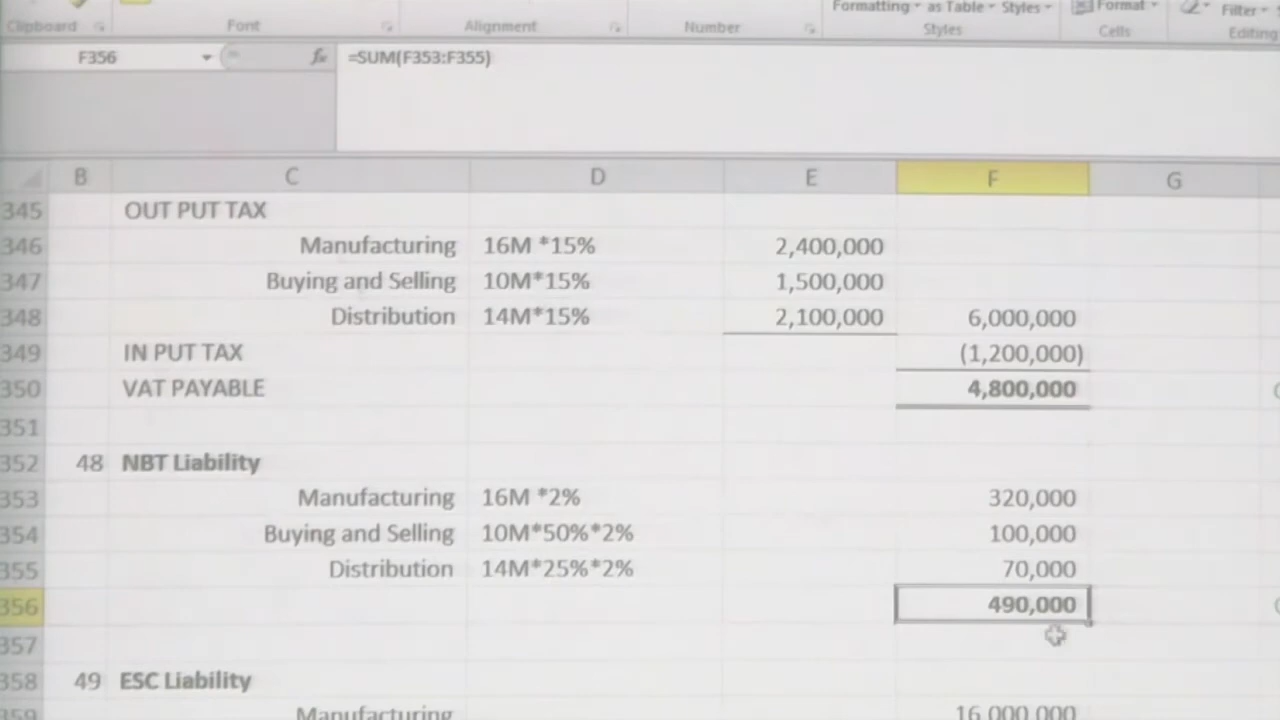 Formatting as Table Styles Format Filter
Clipboard Font Alignment Number Styles Cells Editing
F356 fx =SUM(F353:F355)
B C D E F G
345 OUT PUT TAX
346 Manufacturing 16M *15% 2,400,000
347 Buying and Selling 10M*15% 1,500,000
348 Distribution 14M*15% 2,100,000 6,000,000
349 IN PUT TAX (1,200,000)
350 VAT PAYABLE 4,800,000
351
352 48 NBT Liability
353 Manufacturing 16M *2% 320,000
354 Buying and Selling 10M*50%*2% 100,000
355 Distribution 14M*25%*2% 70,000
356 490,000
357
358 49 ESC Liability
359 Manufacturing 16,000,000